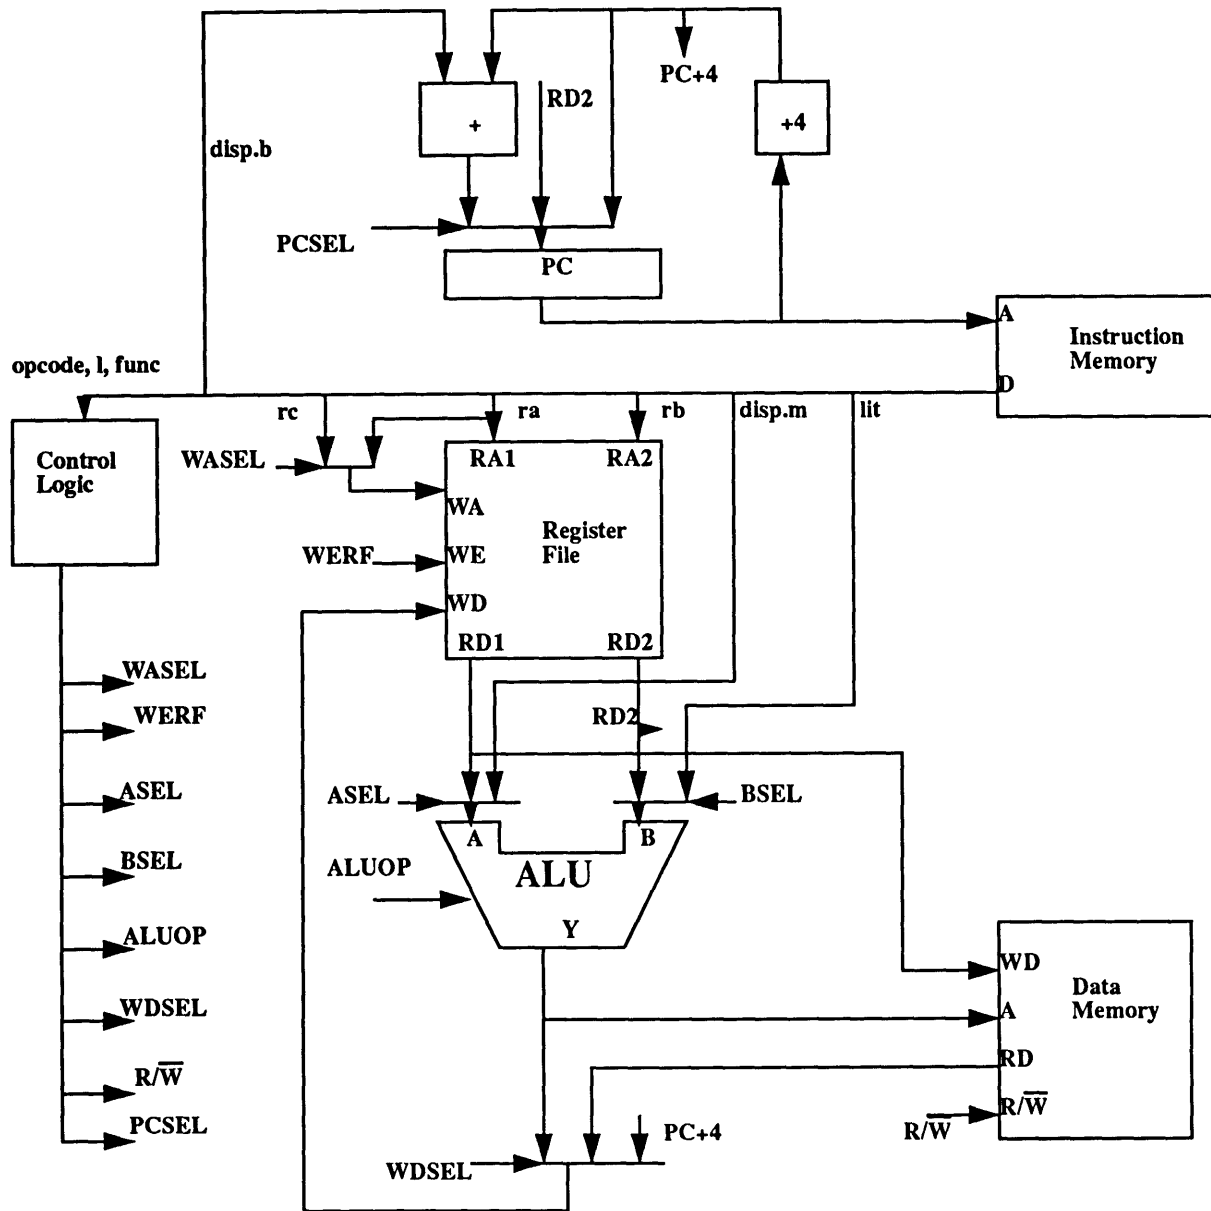 PC+4
RD2
+
+4
disp.b
PCSEL
PC
A
Instruction
Memory
D
opcode, l, func
rc
ra
rb
disp.m
lit
Control
Logic
WASEL
RA1
RA2
WA
Register
File
WERF
WE
WD
RD1
RD2
WASEL
WERF
RD2
ASEL
ASEL
BSEL
A
B
BSEL
ALUOP
ALU
Y
ALUOP
WD
Data
Memory
A
WDSEL
RD
R/W̅
R/W̅
R/W̅
PCSEL
PC+4
WDSEL